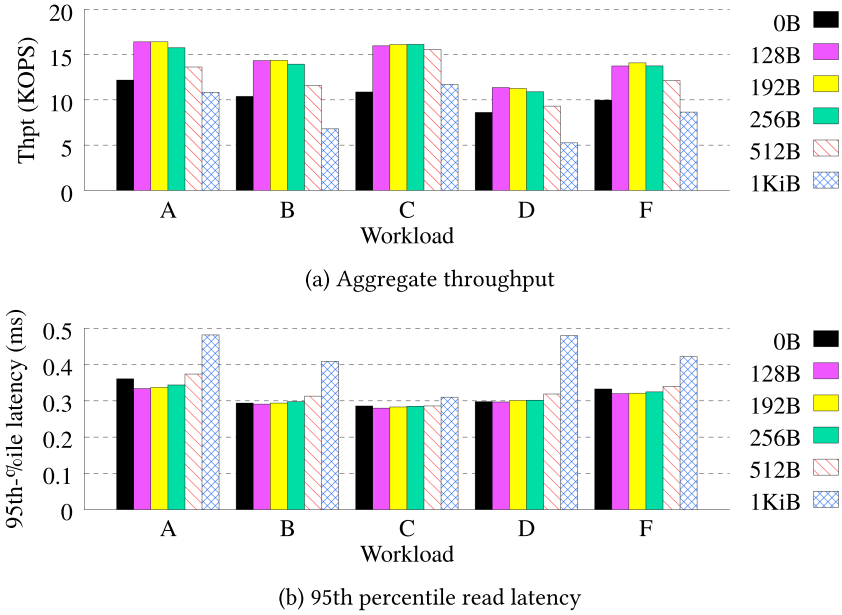 20
15
10
5
0
Thpt (KOPS)
A B C D F
Workload
0B
128B
192B
256B
512B
1KiB
(a) Aggregate throughput
0.5
0.4
0.3
0.2
0.1
0
95th-%ile latency (ms)
A B C D F
Workload
0B
128B
192B
256B
512B
1KiB
(b) 95th percentile read latency